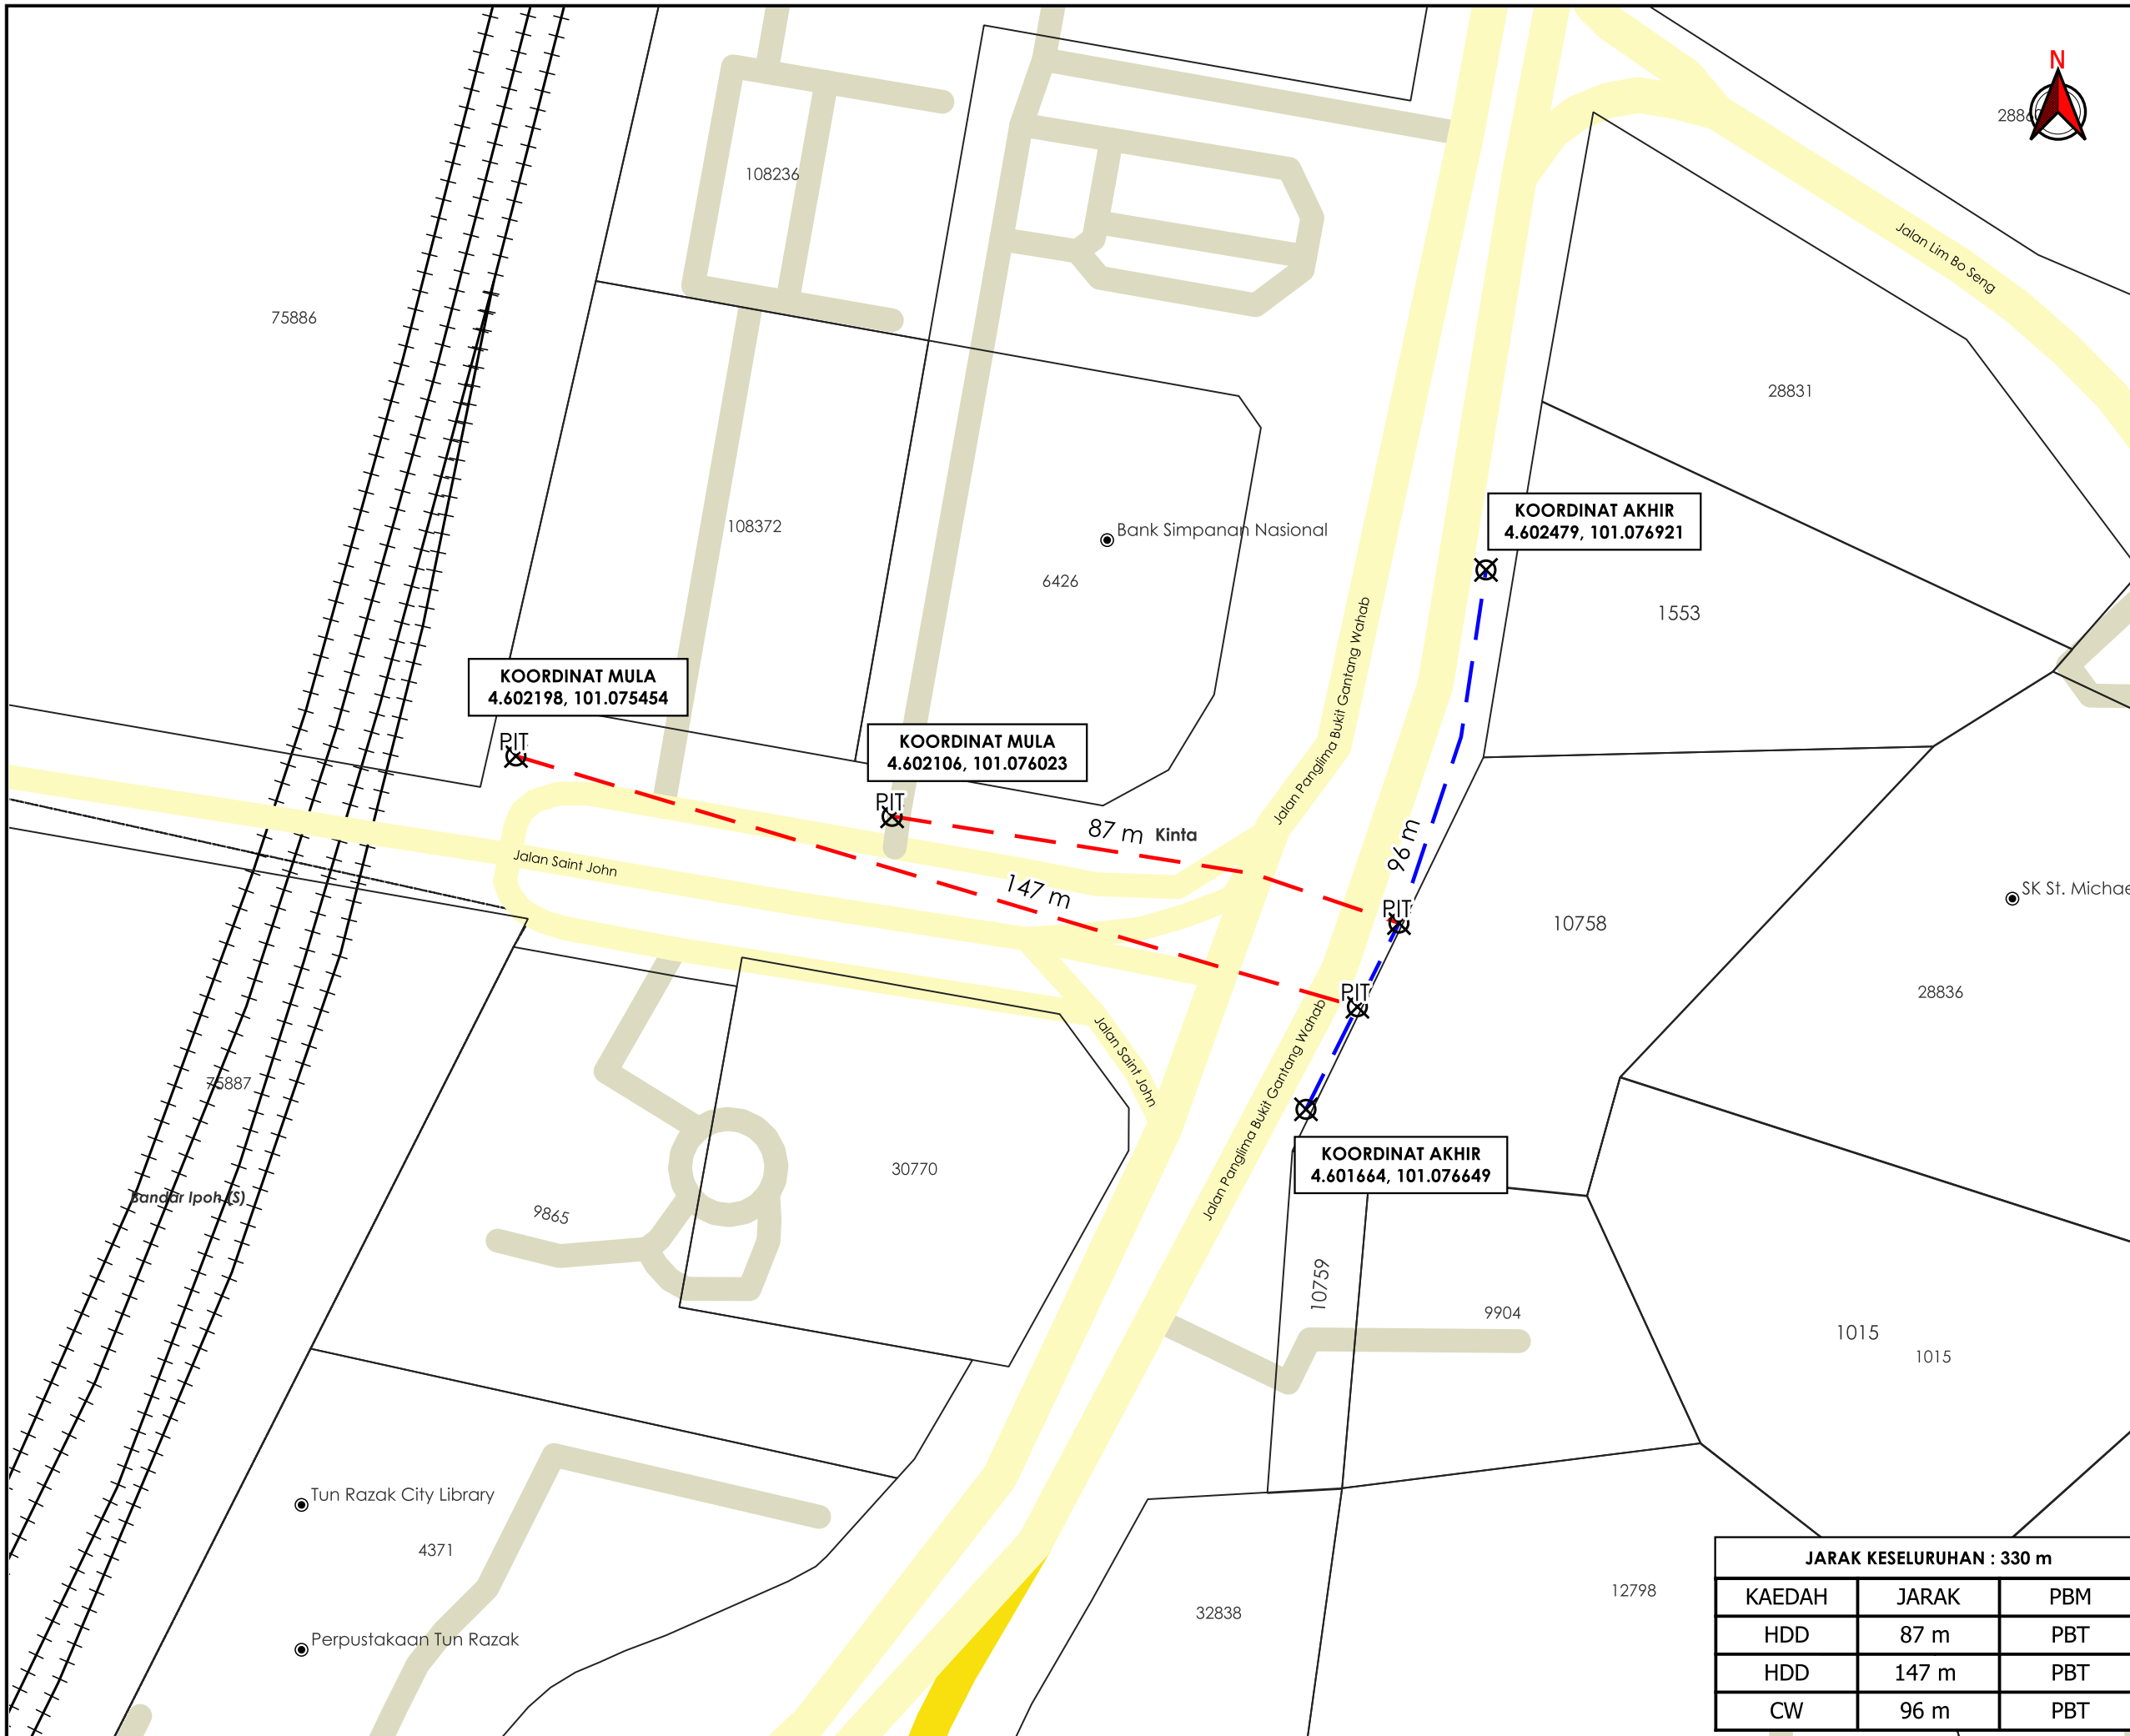 N
108236
Jalan Lim Bo Seng
75886
28831
KOORDINAT AKHIR
4.602479, 101.076921
108372
Bank Simpanan Nasional
6426
1553
Jalan Panglima Bukit Gantang Wahab
KOORDINAT MULA
4.602198, 101.075454
PIT
KOORDINAT MULA
4.602106, 101.076023
PIT
87 m
Kinta
96 m
Jalan Saint John
147 m
PIT
10758
SK St. Michae
PIT
28836
Jalan Saint John
Jalan Panglima Bukit Gantang Wahab
75887
KOORDINAT AKHIR
4.601664, 101.076649
30770
Bandar Ipoh (S)
9865
10759
9904
1015
1015
Tun Razak City Library
4371
Perpustakaan Tun Razak
32838
12798
JARAK KESELURUHAN : 330 m
KAEDAH JARAK PBM
HDD 87 m PBT
HDD 147 m PBT
CW 96 m PBT